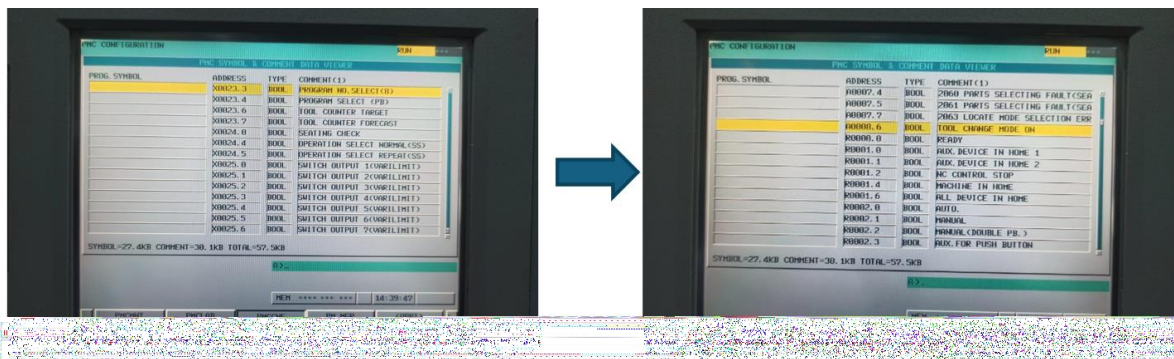 PMC CONFIGURATION
RUN
PMC SYMBOL & COMMENT DATA VIEWER
PROG. SYMBOL ADDRESS TYPE COMMENT(1)
X0023.3 BOOL PROGRAM NO.SELECT(8)
X0023.4 BOOL PROGRAM SELECT (PB)
X0023.6 BOOL TOOL COUNTER TARGET
X0023.7 BOOL TOOL COUNTER FORECAST
X0024.0 BOOL SEATING CHECK
X0024.4 BOOL OPERATION SELECT NORMAL(SS)
X0024.5 BOOL OPERATION SELECT REPEAT(SS)
X0025.0 BOOL SWITCH OUTPUT 1(VARILIMIT)
X0025.1 BOOL SWITCH OUTPUT 2(VARILIMIT)
X0025.2 BOOL SWITCH OUTPUT 3(VARILIMIT)
X0025.3 BOOL SWITCH OUTPUT 4(VARILIMIT)
X0025.4 BOOL SWITCH OUTPUT 5(VARILIMIT)
X0025.5 BOOL SWITCH OUTPUT 6(VARILIMIT)
X0025.6 BOOL SWITCH OUTPUT 7(VARILIMIT)
SYMBOL=27.4KB COMMENT=30.1KB TOTAL=57.5KB
A>_
MEM **** *** *** 14:39:47
PMC CONFIGURATION
RUN
PMC SYMBOL & COMMENT DATA VIEWER
PROG. SYMBOL ADDRESS TYPE COMMENT(1)
A0007.4 BOOL 2060 PARTS SELECTING FAULT(SEA
A0007.5 BOOL 2061 PARTS SELECTING FAULT(SEA
A0007.7 BOOL 2063 LOCATE MODE SELECTION ERR
A0008.6 BOOL TOOL CHANGE MODE ON
R0000.0 BOOL READY
R0001.0 BOOL AUX.DEVICE IN HOME 1
R0001.1 BOOL AUX.DEVICE IN HOME 2
R0001.2 BOOL NC CONTROL STOP
R0001.4 BOOL MACHINE IN HOME
R0001.6 BOOL ALL DEVICE IN HOME
R0002.0 BOOL AUTO.
R0002.1 BOOL MANUAL
R0002.2 BOOL MANUAL(DOUBLE PB.)
R0002.3 BOOL AUX.FOR PUSH BUTTON
SYMBOL=27.4KB COMMENT=30.1KB TOTAL=57.5KB
A>